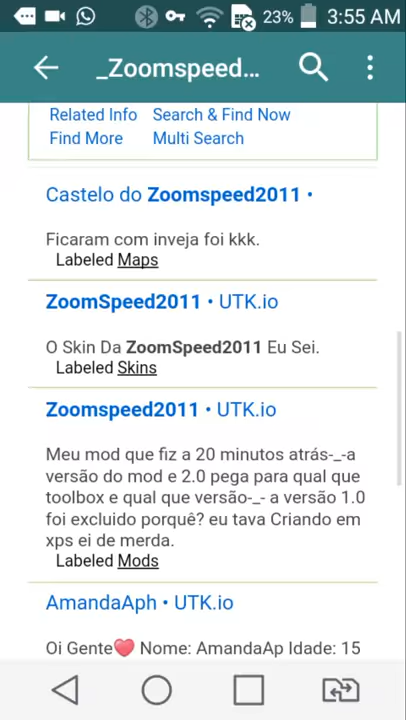 23% 3:55 AM
_Zoomspeed...
Related Info Search & Find Now
Find More Multi Search
Castelo do Zoomspeed2011 •
Ficaram com inveja foi kkk.
Labeled Maps
ZoomSpeed2011 • UTK.io
O Skin Da ZoomSpeed2011 Eu Sei.
Labeled Skins
Zoomspeed2011 • UTK.io
Meu mod que fiz a 20 minutos atrás-_-a
versão do mod e 2.0 pega para qual que
toolbox e qual que versão-_- a versão 1.0
foi excluido porquê? eu tava Criando em
xps ei de merda.
Labeled Mods
AmandaAph • UTK.io
Oi Gente❤️ Nome: AmandaAp Idade: 15